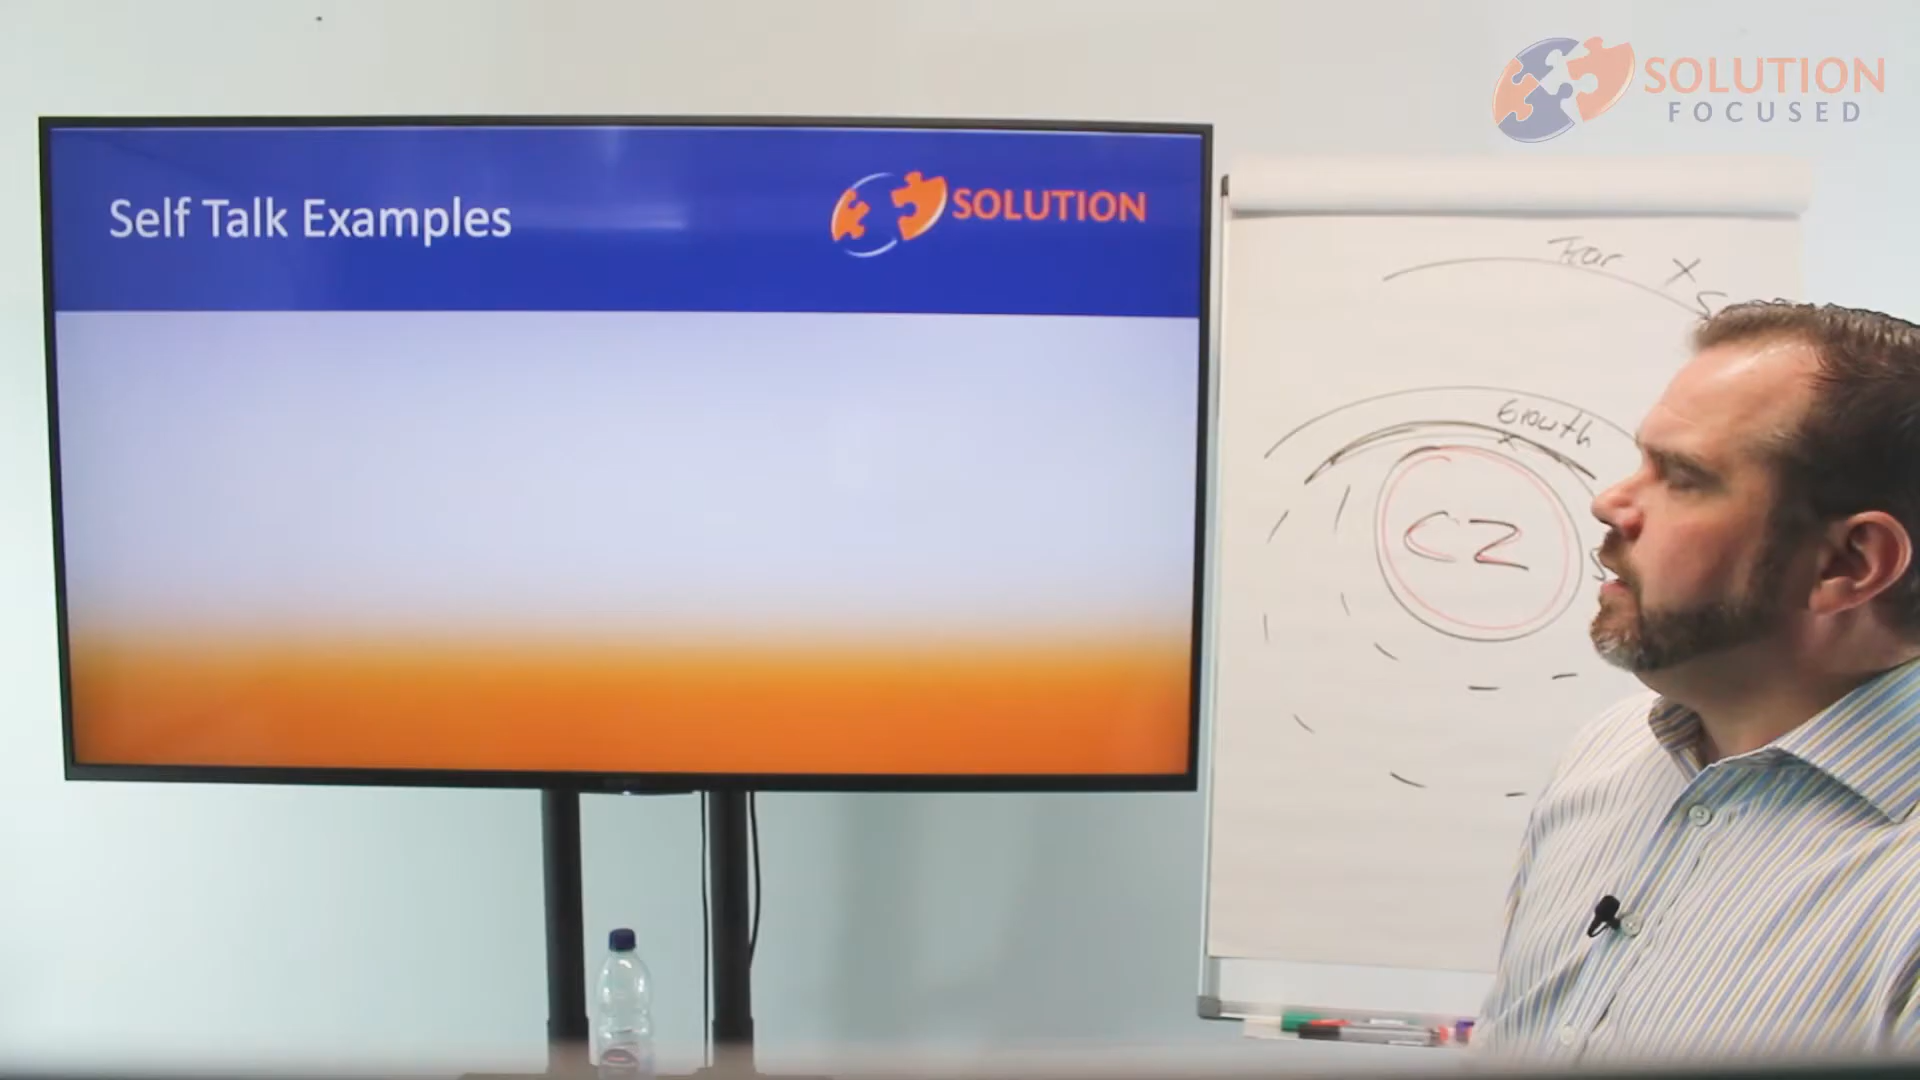 SOLUTION
FOCUSED
Self Talk Examples
SOLUTION
Fear X
Growth
x
CZ